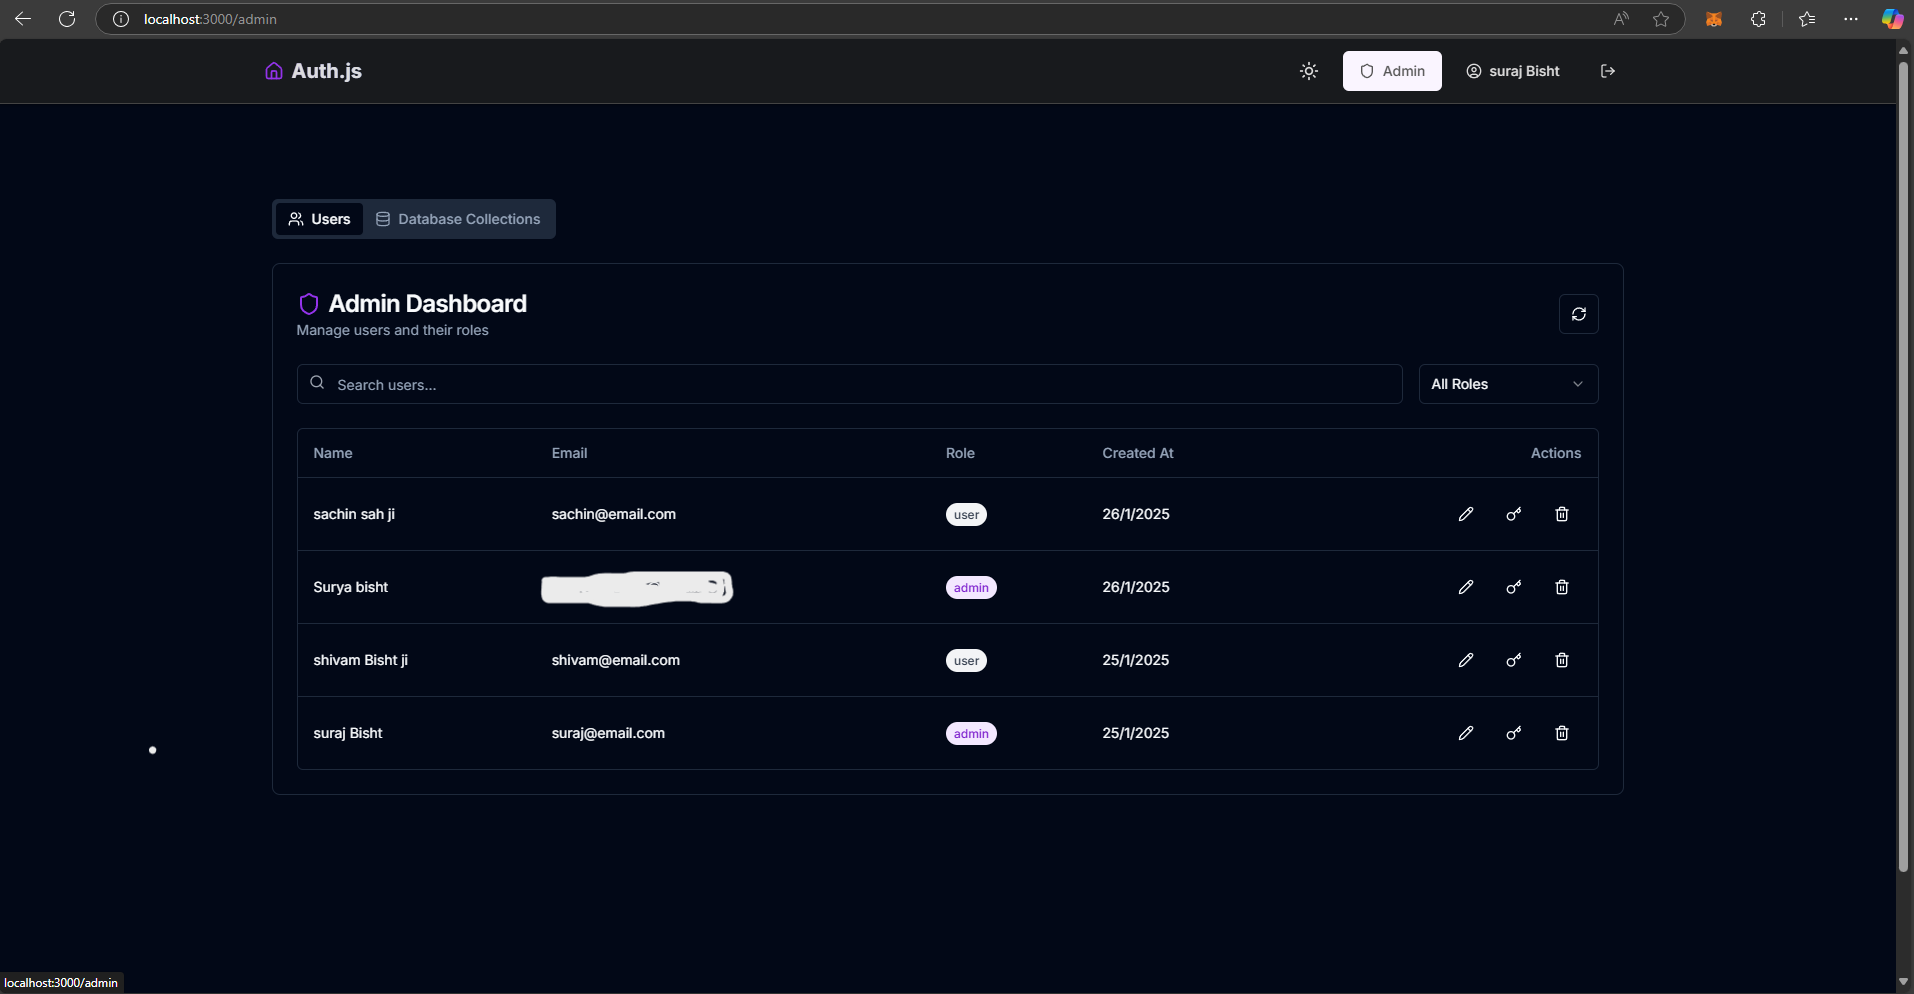 localhost:3000/admin
Auth.js
Admin
suraj Bisht
Users
Database Collections
Admin Dashboard
Manage users and their roles
Search users...
All Roles
Name Email Role Created At Actions
sachin sah ji sachin@email.com user 26/1/2025
Surya bisht admin 26/1/2025
shivam Bisht ji shivam@email.com user 25/1/2025
suraj Bisht suraj@email.com admin 25/1/2025
localhost:3000/admin